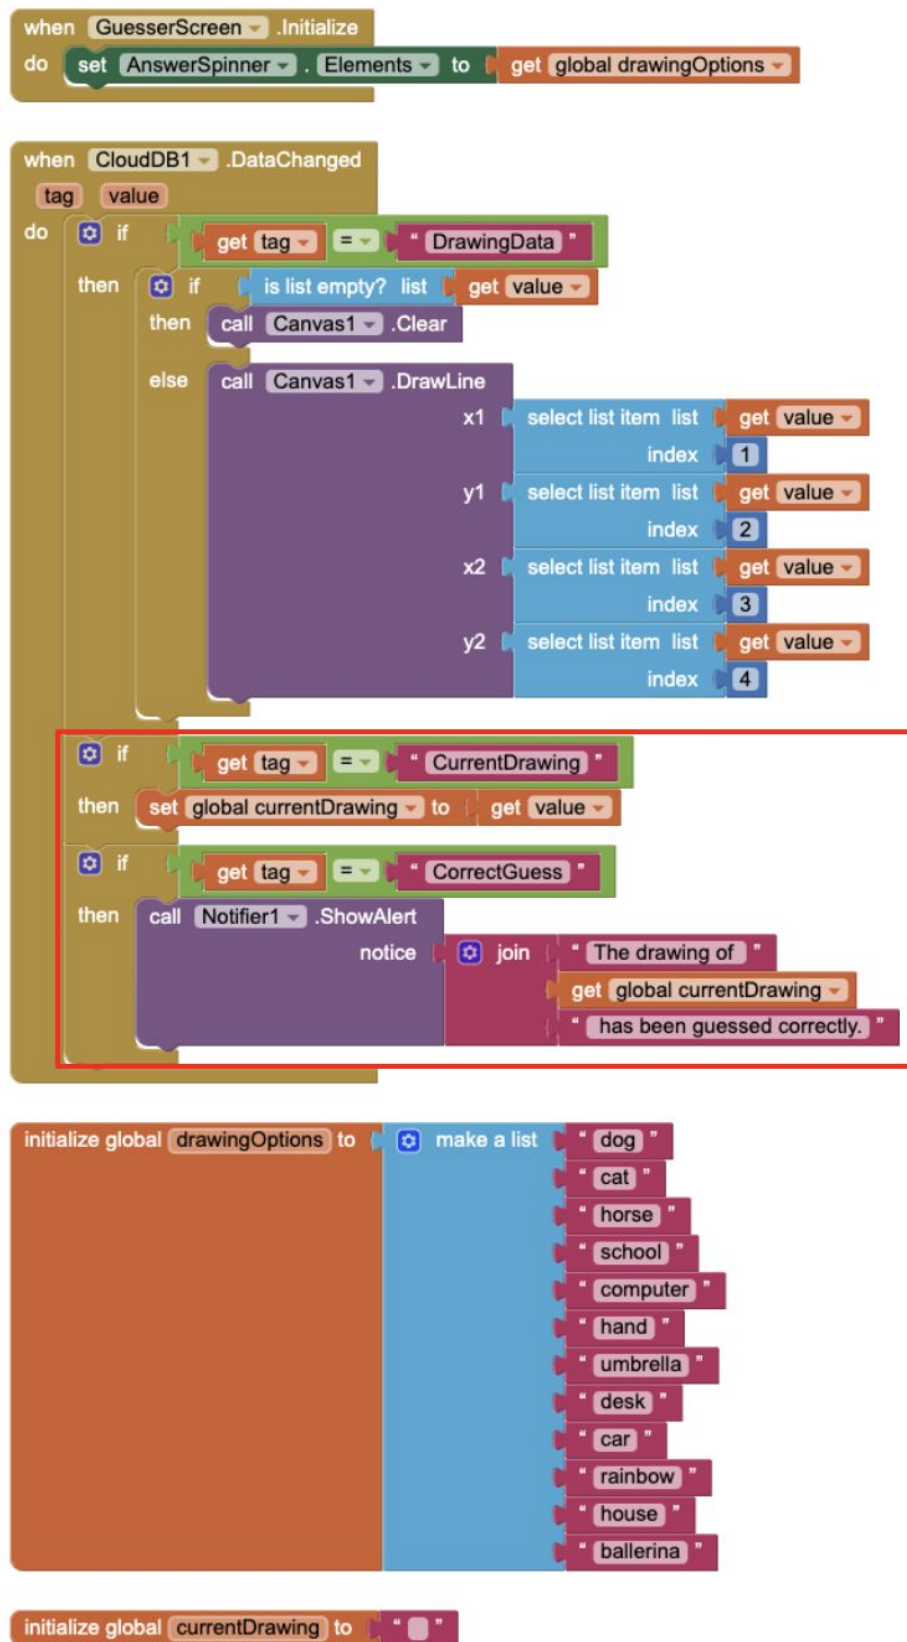 when GuesserScreen .Initialize
do set AnswerSpinner . Elements to get global drawingOptions
when CloudDB1 .DataChanged
tag value
do if get tag = " DrawingData "
then if is list empty? list get value
then call Canvas1 .Clear
else call Canvas1 .DrawLine
x1 select list item list get value
index 1
y1 select list item list get value
index 2
x2 select list item list get value
index 3
y2 select list item list get value
index 4
if get tag = " CurrentDrawing "
then set global currentDrawing to get value
if get tag = " CorrectGuess "
then call Notifier1 .ShowAlert
notice join " The drawing of "
get global currentDrawing
" has been guessed correctly. "
initialize global drawingOptions to make a list " dog "
" cat "
" horse "
" school "
" computer "
" hand "
" umbrella "
" desk "
" car "
" rainbow "
" house "
" ballerina "
initialize global currentDrawing to " "